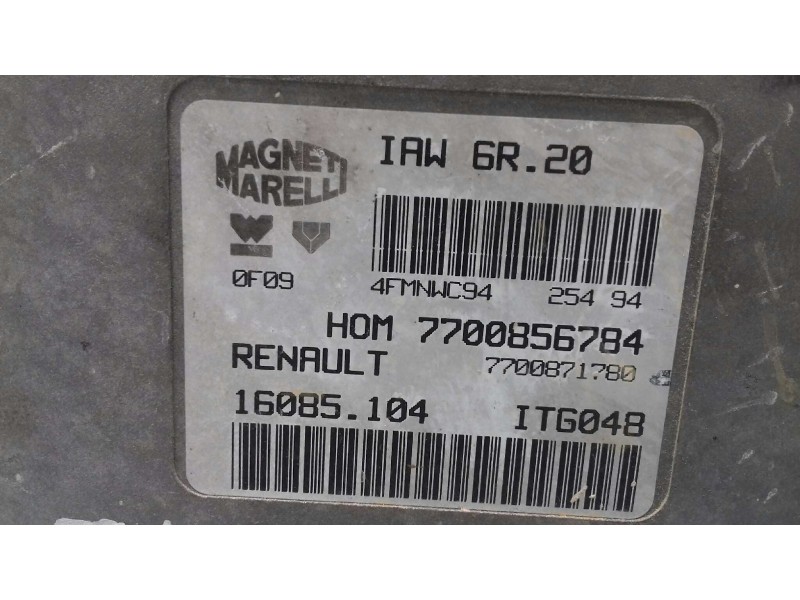 MAGNETI
MARELLI
IAW 6R.20
0F09
4FMNWC94 254 94
HOM 7700856784
RENAULT 7700871780
16085.104 ITG048